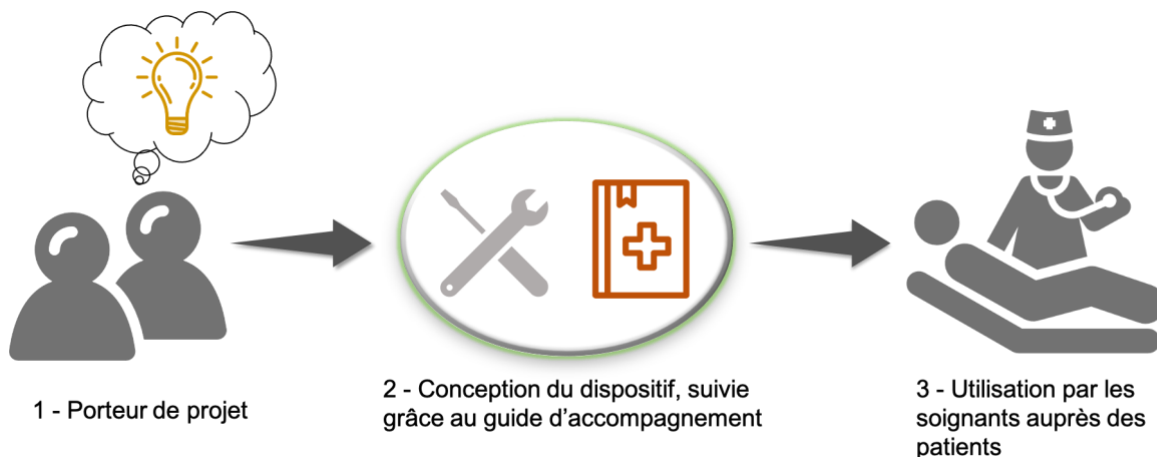 1 - Porteur de projet
2 - Conception du dispositif, suivie
grâce au guide d’accompagnement
3 - Utilisation par les
soignants auprès des
patients